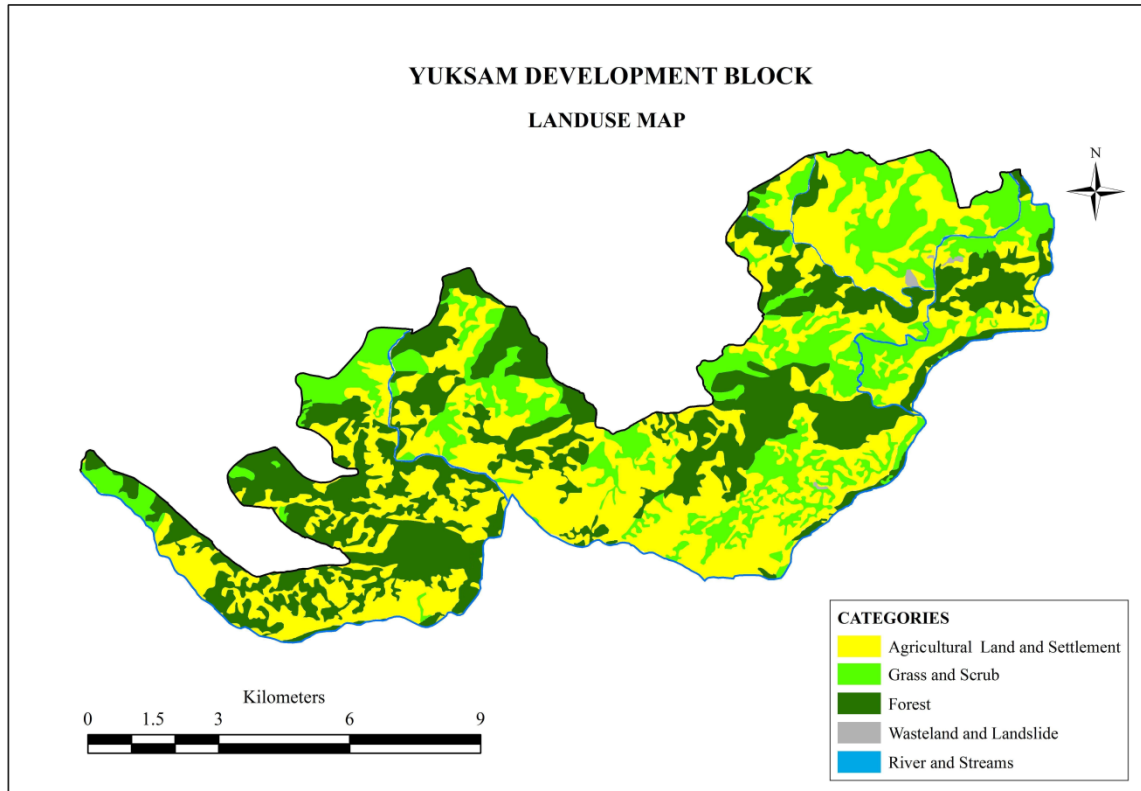 YUKSAM DEVELOPMENT BLOCK
LANDUSE MAP
N
CATEGORIES
Agricultural Land and Settlement
Grass and Scrub
Forest
Wasteland and Landslide
River and Streams
Kilometers
0 1.5 3 6 9